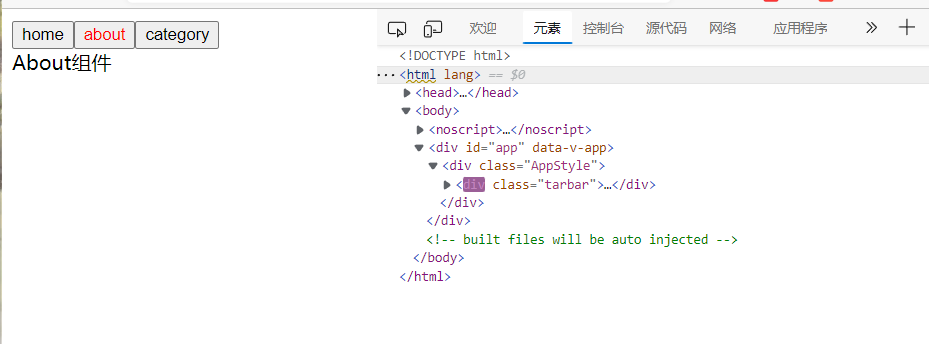 home about category
About组件
欢迎 元素 控制台 源代码 网络 应用程序
<!DOCTYPE html>
···<html lang> == $0
<head>…</head>
<body>
<noscript>…</noscript>
<div id="app" data-v-app>
<div class="AppStyle">
<div class="tarbar">…</div>
</div>
</div>
<!-- built files will be auto injected -->
</body>
</html>